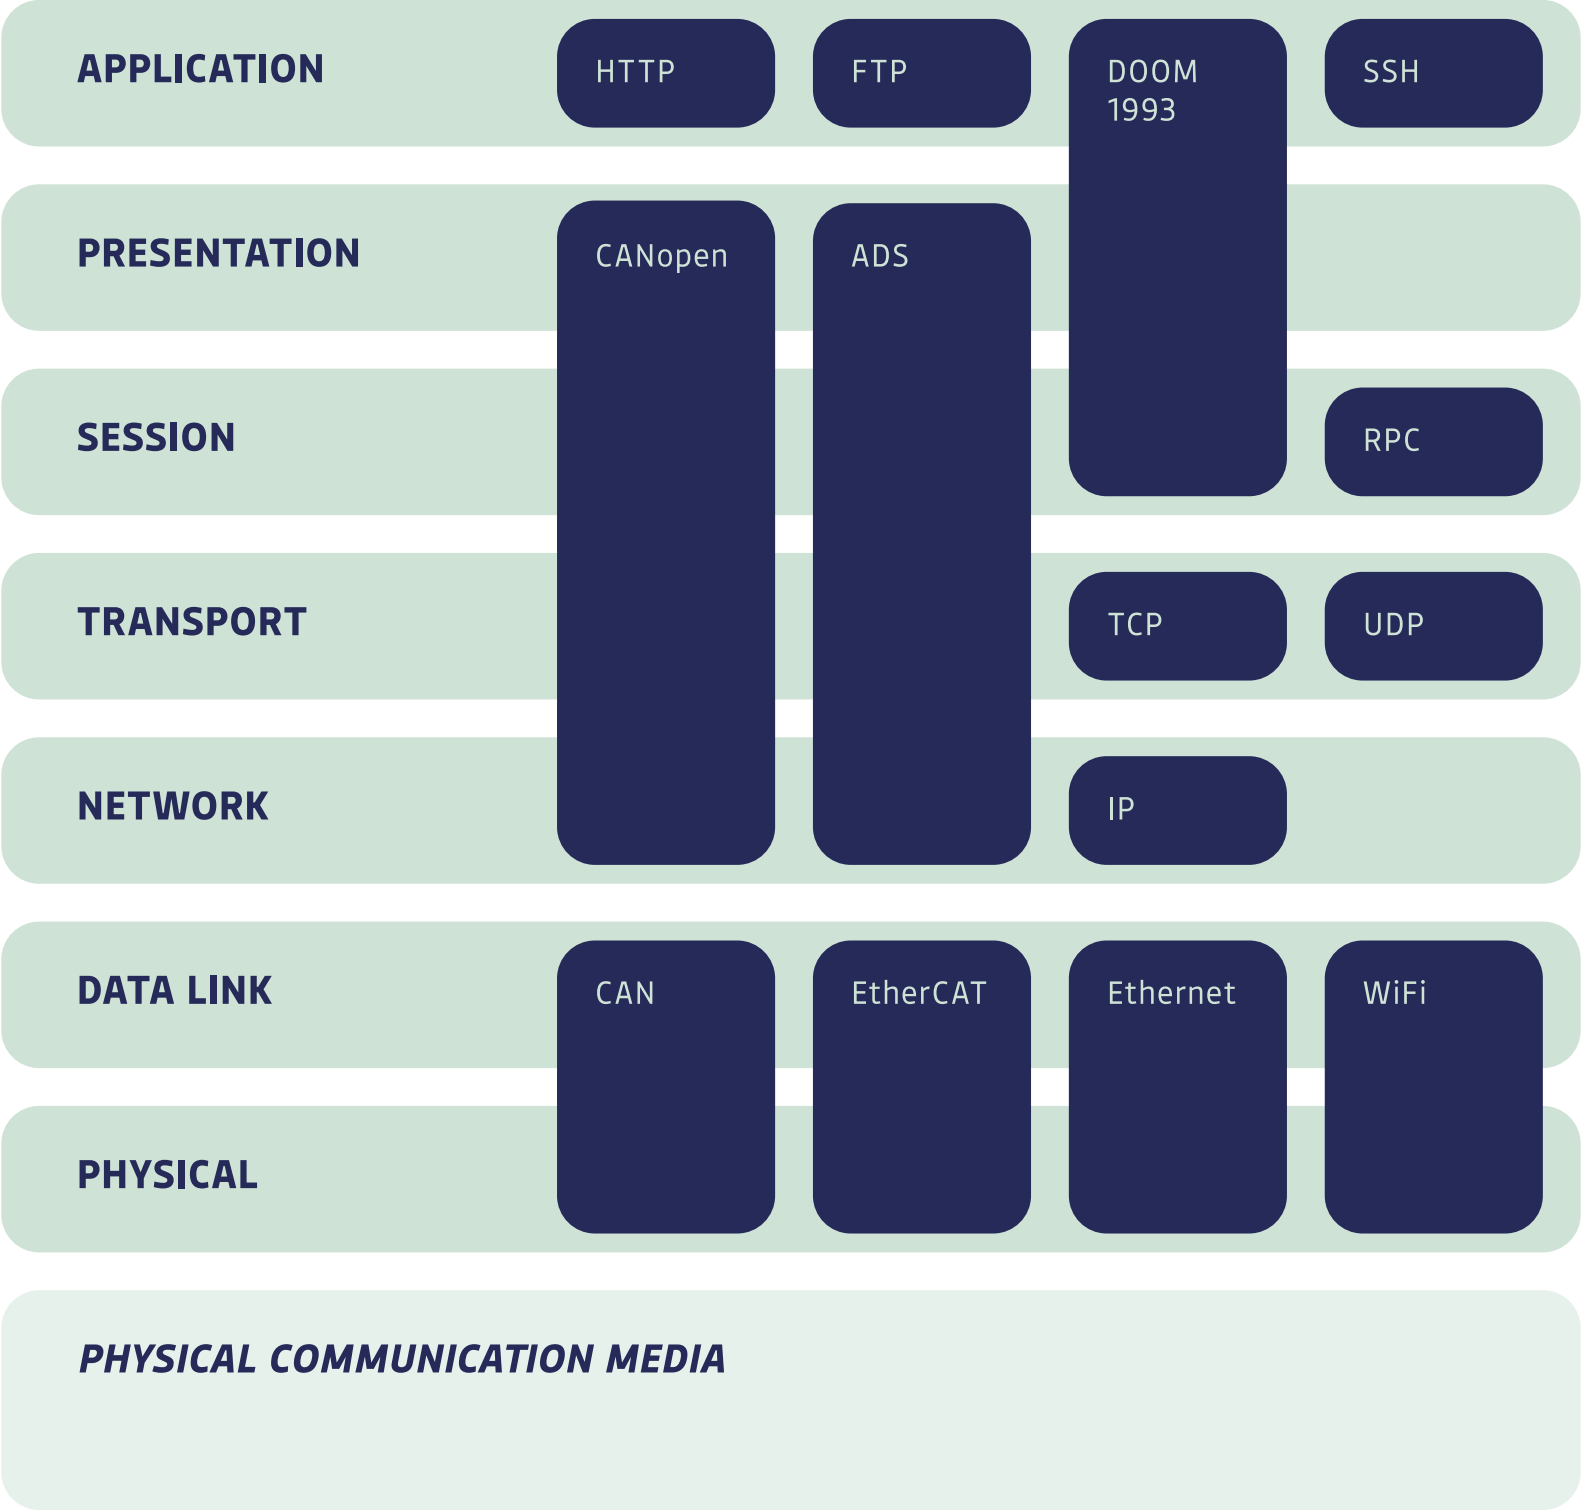 APPLICATION
HTTP
FTP
DOOM
1993
SSH
PRESENTATION
CANopen
ADS
SESSION
RPC
TRANSPORT
TCP
UDP
NETWORK
IP
DATA LINK
CAN
EtherCAT
Ethernet
WiFi
PHYSICAL
PHYSICAL COMMUNICATION MEDIA